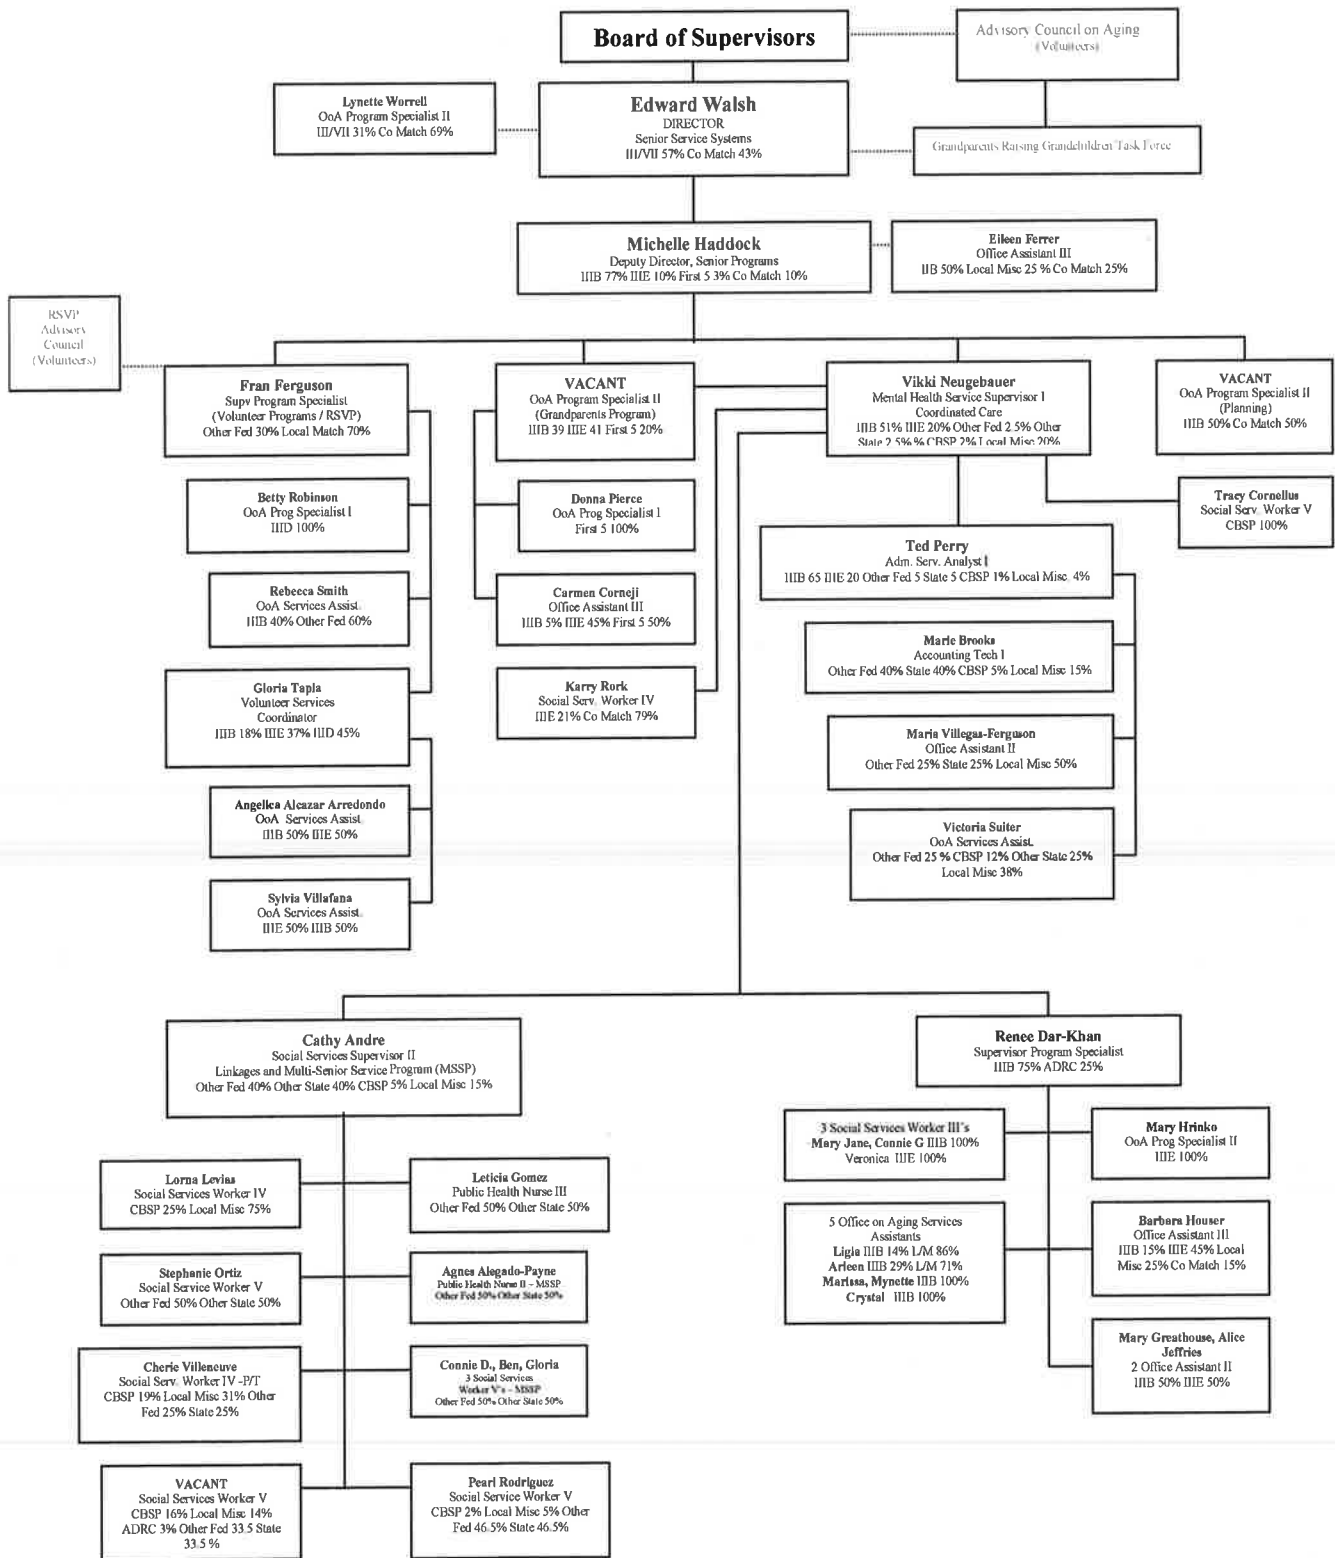 Board of Supervisors
Advisory Council on Aging
(Volunteers)
Lynette Worrell
OoA Program Specialist II
III/VII 31% Co Match 69%
Edward Walsh
DIRECTOR
Senior Service Systems
III/VII 57% Co Match 43%
Grandparents Raising Grandchildren Task Force
Michelle Haddock
Deputy Director, Senior Programs
IIIB 77% IIIE 10% First 5 3% Co Match 10%
Eileen Ferrer
Office Assistant III
IIB 50% Local Misc 25 % Co Match 25%
RSVP
Advisory
Council
(Volunteers)
Fran Ferguson
Supv Program Specialist
(Volunteer Programs / RSVP)
Other Fed 30% Local Match 70%
VACANT
OoA Program Specialist II
(Grandparents Program)
IIIB 39 IIIE 41 First 5 20%
Vikki Neugebauer
Mental Health Service Supervisor I
Coordinated Care
IIIB 51% IIIE 20% Other Fed 2.5% Other
State 2.5% % CBSP 2% Local Misc 20%
VACANT
OoA Program Specialist II
(Planning)
IIIB 50% Co Match 50%
Betty Robinson
OoA Prog Specialist I
IIID 100%
Donna Pierce
OoA Prog Specialist I
First 5 100%
Tracy Cornelius
Social Serv. Worker V
CBSP 100%
Ted Perry
Adm. Serv. Analyst I
IIIB 65 IIIE 20 Other Fed 5 State 5 CBSP 1% Local Misc. 4%
Rebecca Smith
OoA Services Assist.
IIIB 40% Other Fed 60%
Carmen Corneji
Office Assistant III
IIIB 5% IIIE 45% First 5 50%
Marie Brooks
Accounting Tech I
Other Fed 40% State 40% CBSP 5% Local Misc 15%
Gloria Tapia
Volunteer Services
Coordinator
IIIB 18% IIIE 37% IIID 45%
Karry Rork
Social Serv. Worker IV
IIIE 21% Co Match 79%
Maria Villegas-Ferguson
Office Assistant II
Other Fed 25% State 25% Local Misc 50%
Angelica Alcazar Arredondo
OoA Services Assist.
IIIB 50% IIIE 50%
Victoria Suiter
OoA Services Assist.
Other Fed 25 % CBSP 12% Other State 25%
Local Misc 38%
Sylvia Villafana
OoA Services Assist.
IIIE 50% IIIB 50%
Cathy Andre
Social Services Supervisor II
Linkages and Multi-Senior Service Program (MSSP)
Other Fed 40% Other State 40% CBSP 5% Local Misc 15%
Renee Dar-Khan
Supervisor Program Specialist
IIIB 75% ADRC 25%
3 Social Services Worker III's
Mary Jane, Connie G IIIB 100%
Veronica IIIE 100%
Mary Hrinko
OoA Prog Specialist II
IIIE 100%
Lorna Levias
Social Services Worker IV
CBSP 25% Local Misc 75%
Leticia Gomez
Public Health Nurse III
Other Fed 50% Other State 50%
5 Office on Aging Services
Assistants
Ligia IIIB 14% L/M 86%
Arleen IIIB 29% L/M 71%
Marissa, Mynette IIIB 100%
Crystal IIIB 100%
Barbara Houser
Office Assistant III
IIIB 15% IIIE 45% Local
Misc 25% Co Match 15%
Stephanie Ortiz
Social Service Worker V
Other Fed 50% Other State 50%
Agnes Alegado-Payne
Public Health Nurse II – MSSP
Other Fed 50% Other State 50%
Mary Greathouse, Alice
Jeffries
2 Office Assistant II
IIIB 50% IIIE 50%
Cherie Villeneuve
Social Serv. Worker IV -P/T
CBSP 19% Local Misc 31% Other
Fed 25% State 25%
Connie D., Ben, Gloria
3 Social Services
Worker V's – MSSP
Other Fed 50% Other State 50%
VACANT
Social Services Worker V
CBSP 16% Local Misc 14%
ADRC 3% Other Fed 33.5 State
33.5 %
Pearl Rodriguez
Social Service Worker V
CBSP 2% Local Misc 5% Other
Fed 46.5% State 46.5%